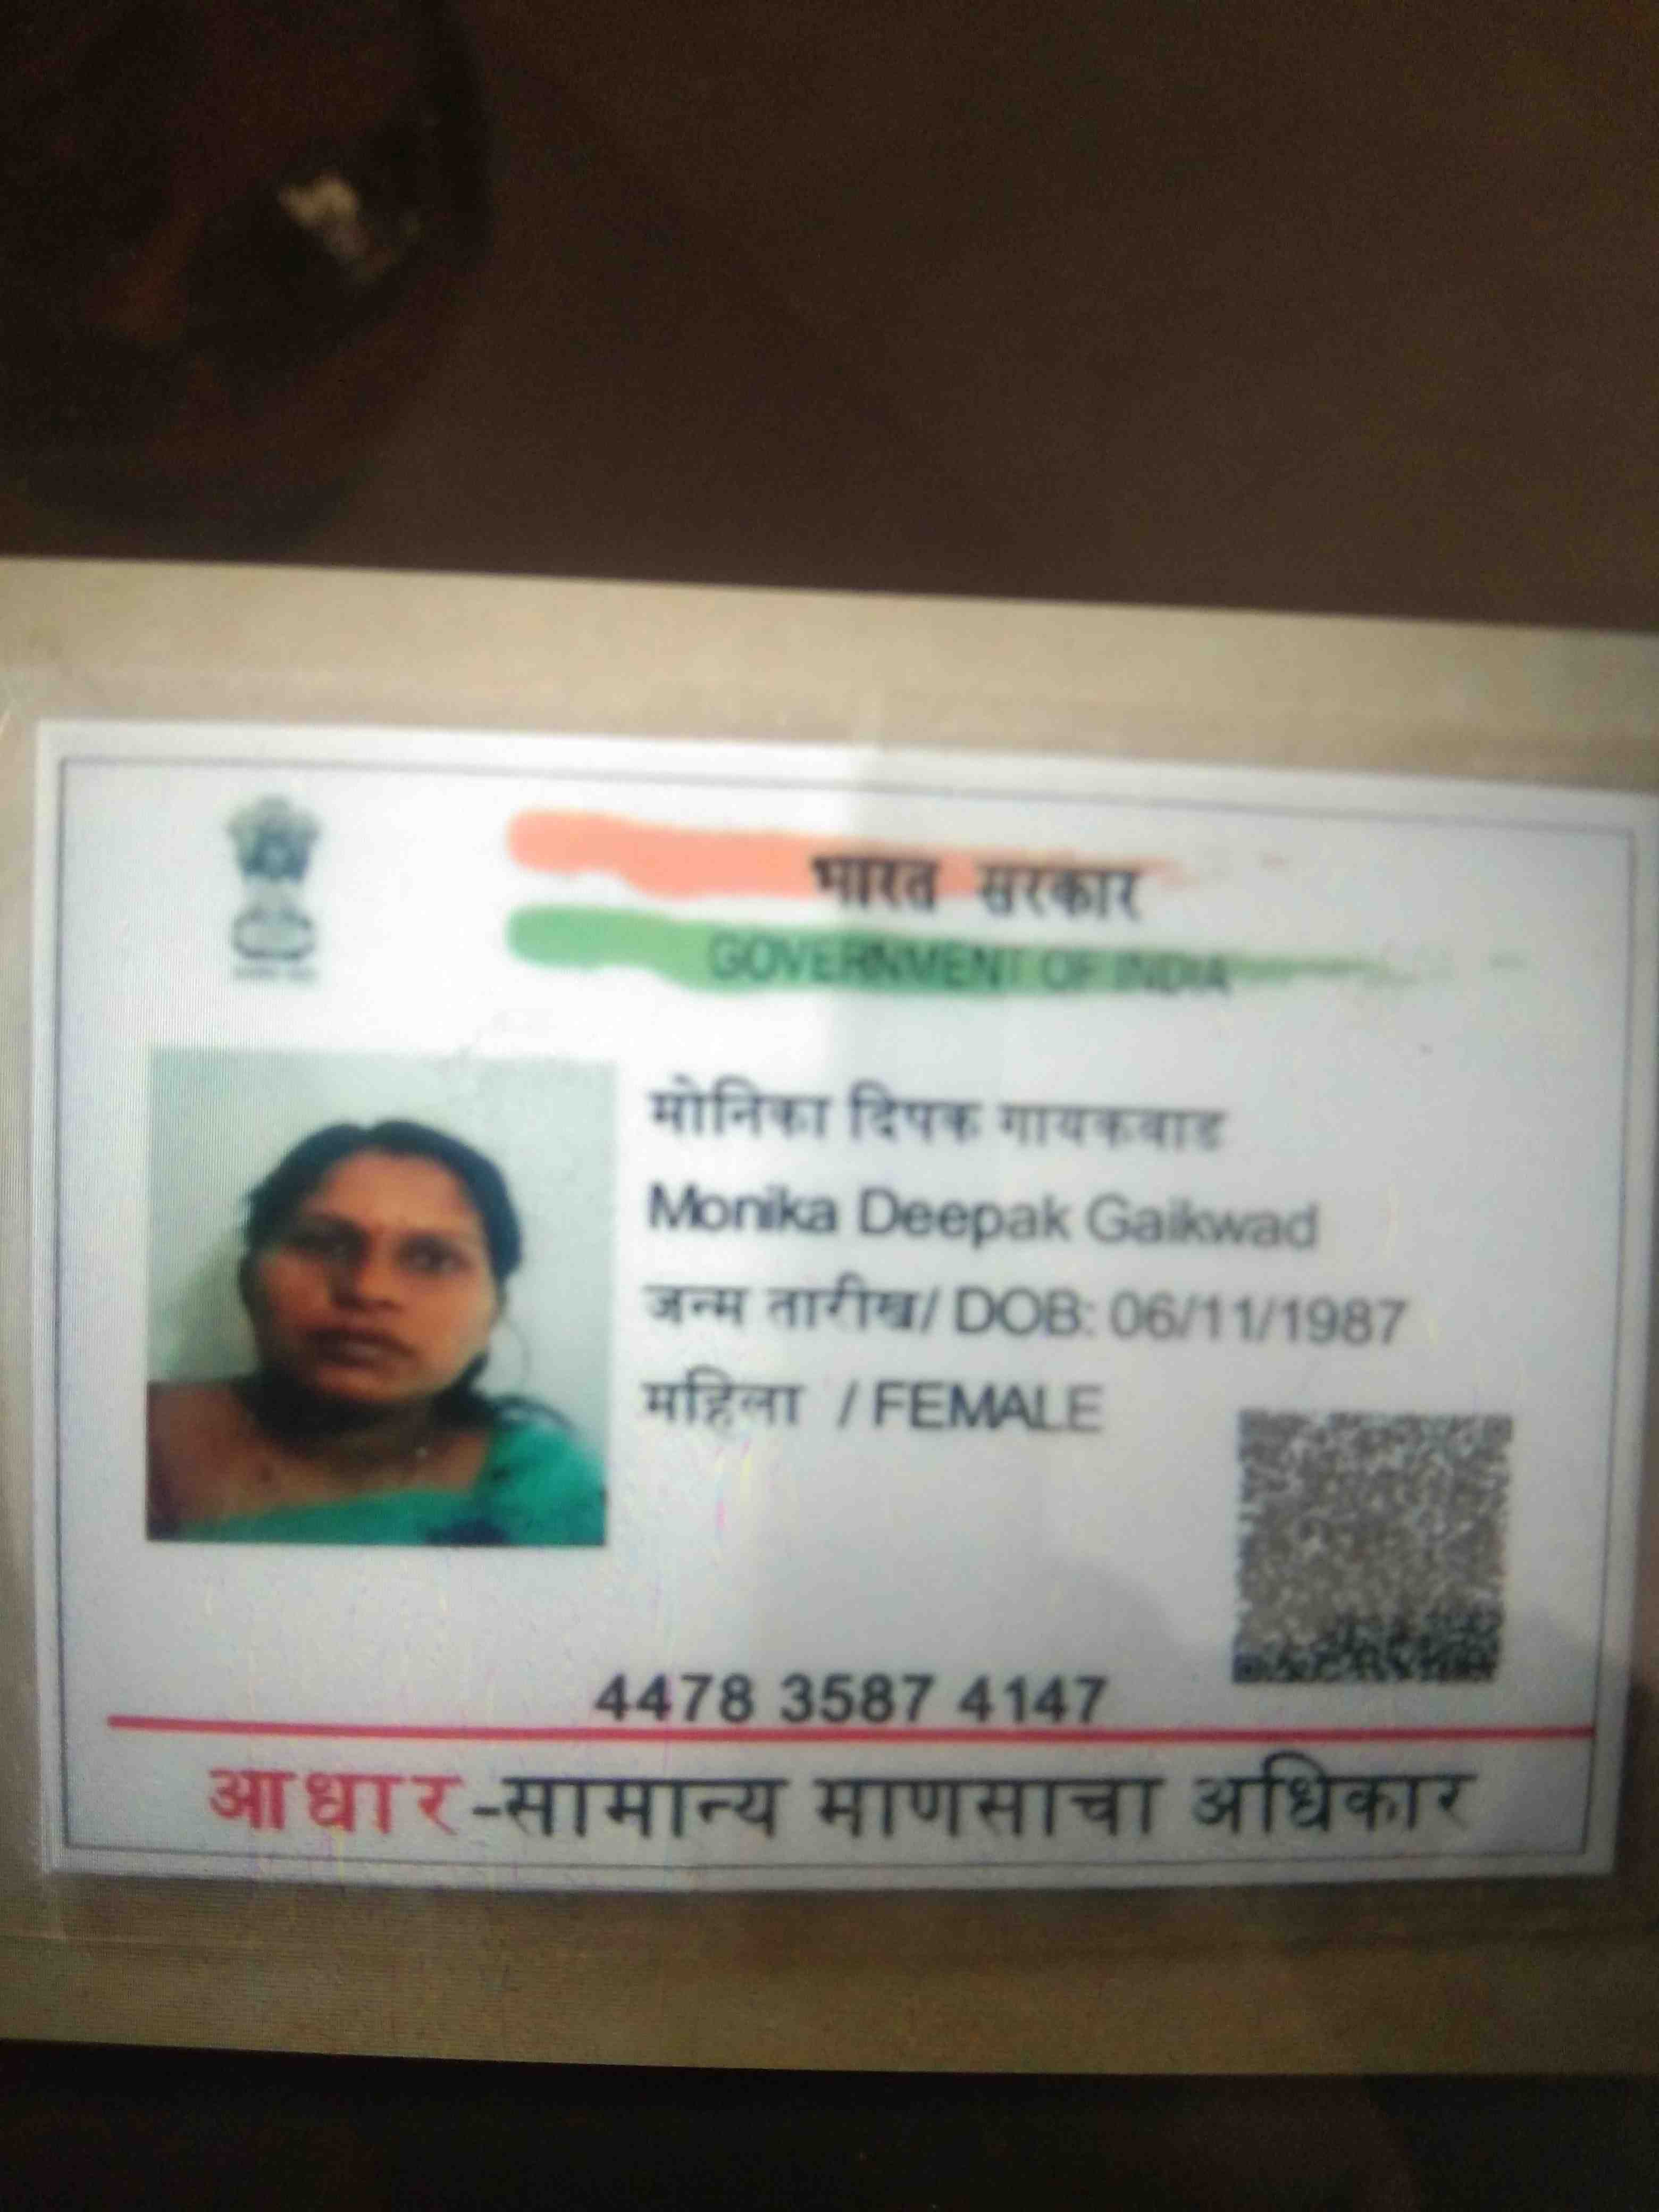 भारत सरकार
GOVERNMENT OF INDIA
मोनिका दिपक गायकवाड
Monika Deepak Gaikwad
जन्म तारीख/ DOB: 06/11/1987
महिला / FEMALE
4478 3587 4147
आधार-सामान्य माणसाचा अधिकार